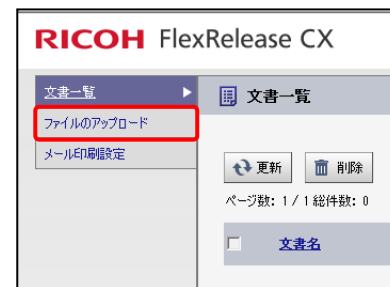 RICOH FlexRelease CX
文書一覧
ファイルのアップロード
メール印刷設定
文書一覧
更新 削除
ページ数: 1 / 1 総件数: 0
文書名